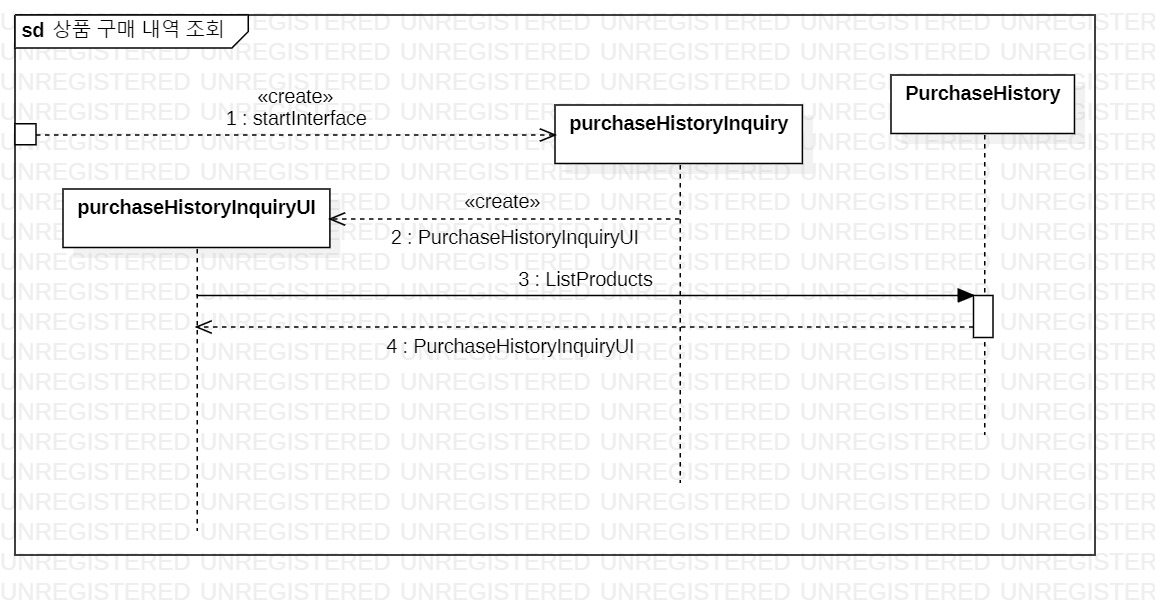 sd 상품 구매 내역 조회
PurchaseHistory
«create»
1 : startInterface
purchaseHistoryInquiry
purchaseHistoryInquiryUI
«create»
2 : PurchaseHistoryInquiryUI
3 : ListProducts
4 : PurchaseHistoryInquiryUI
UNREGISTERED